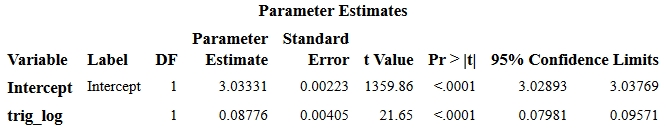 Parameter Estimates
Parameter Standard
Variable Label DF Estimate Error t Value Pr > |t| 95% Confidence Limits
Intercept Intercept 1 3.03331 0.00223 1359.86 <.0001 3.02893 3.03769
trig_log 1 0.08776 0.00405 21.65 <.0001 0.07981 0.09571